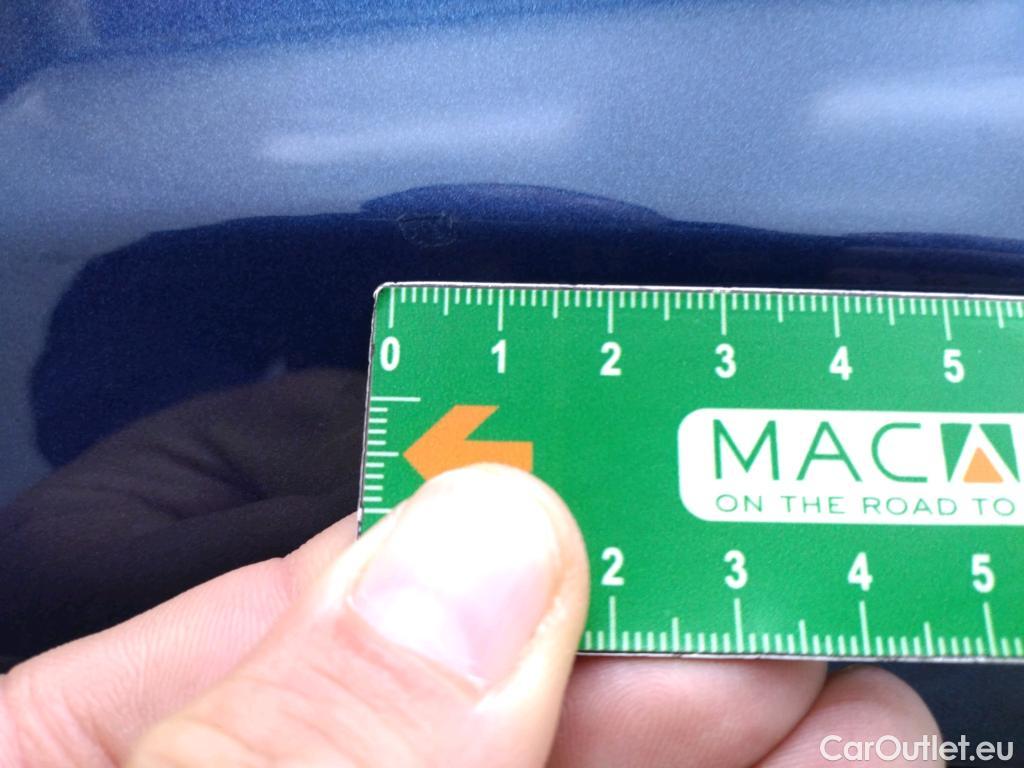 0 1 2 3 4 5
MAC
ON THE ROAD TO
2 3 4 5
CarOutlet.eu